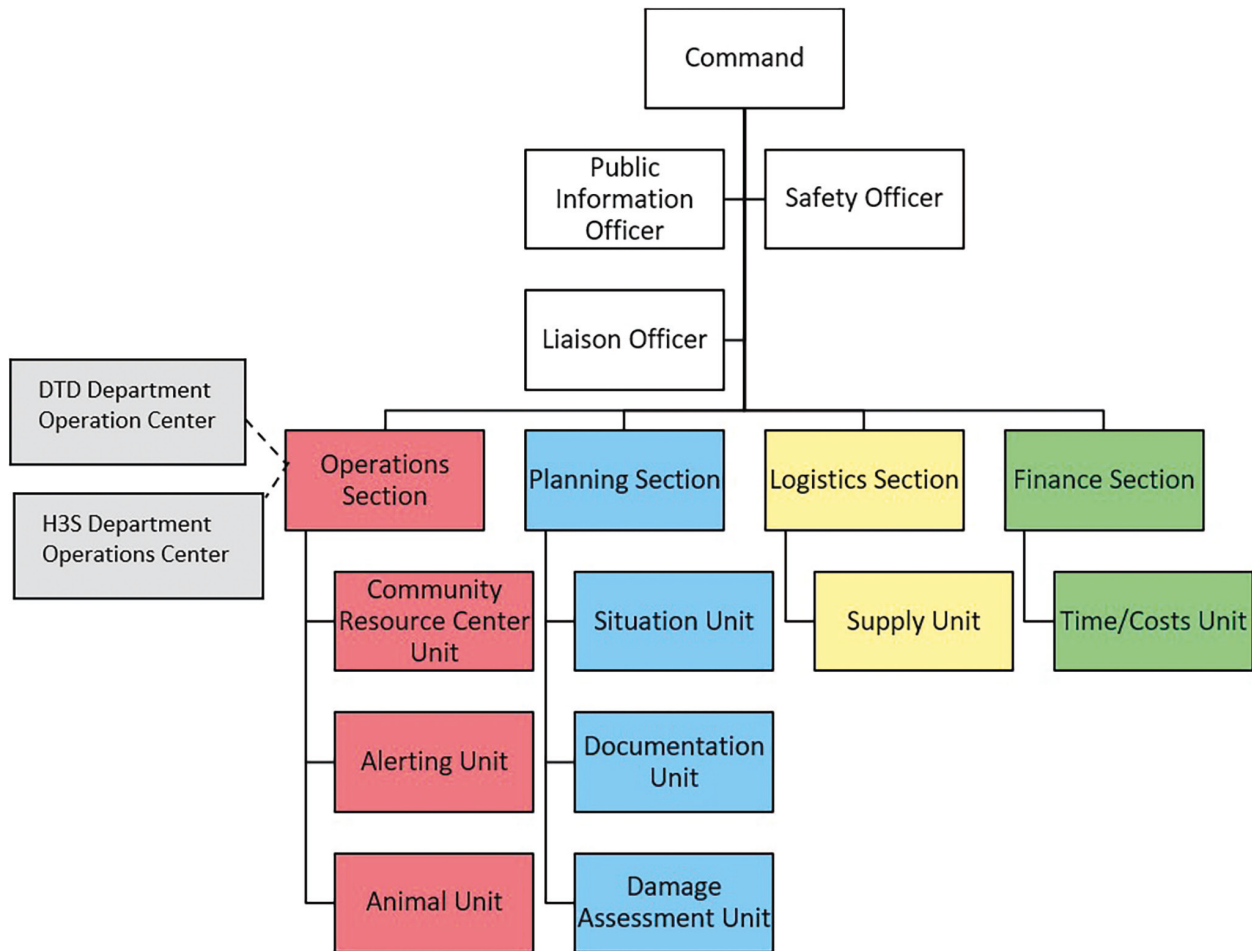 Command
Public
Information
Officer
Safety Officer
Liaison Officer
DTD Department
Operation Center
H3S Department
Operations Center
Operations
Section
Planning Section
Logistics Section
Finance Section
Community
Resource Center
Unit
Situation Unit
Supply Unit
Time/Costs Unit
Alerting Unit
Documentation
Unit
Animal Unit
Damage
Assessment Unit